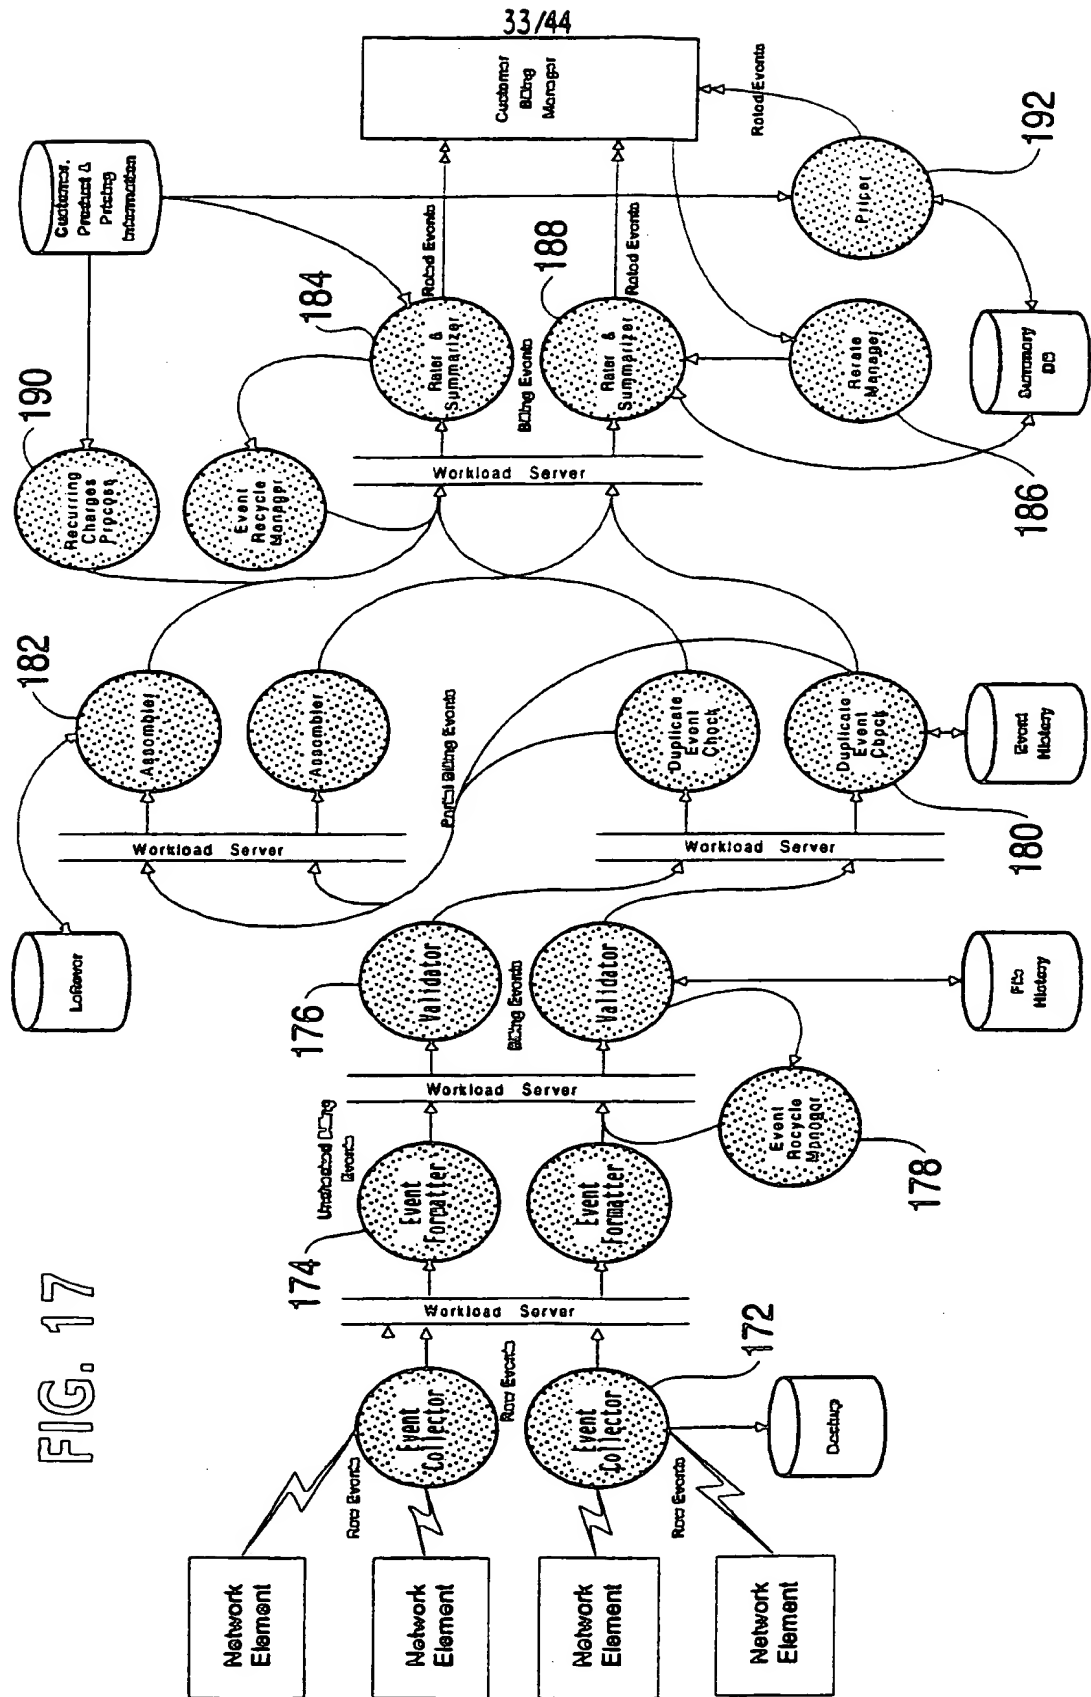 FIG. 17
33/44
Network
Element
Network
Element
Network
Element
Network
Element
Raw Events
Raw Events
Raw Events
Event
Collector
Event
Collector
172
Workload Server
174
Event
Formatter
Event
Formatter
Events
Workload Server
176
Validator
Validator
Billing Events
Event
Recycle
Manager
178
File
History
Workload Server
Workload Server
182
Assembler
Assembler
Partial Billing Events
Duplicate
Event
Check
Duplicate
Event
Check
180
Event
History
190
Recurring
Charges
Process
Event
Recycle
Manager
Workload Server
184
Rater &
Summarizer
Billing Events
188
Rater &
Summarizer
Rerate
Manager
186
Summary
DB
Customer,
Product &
Pricing
Information
Rated Events
Rated Events
Customer
Billing
Manager
Rated Events
Pricer
192